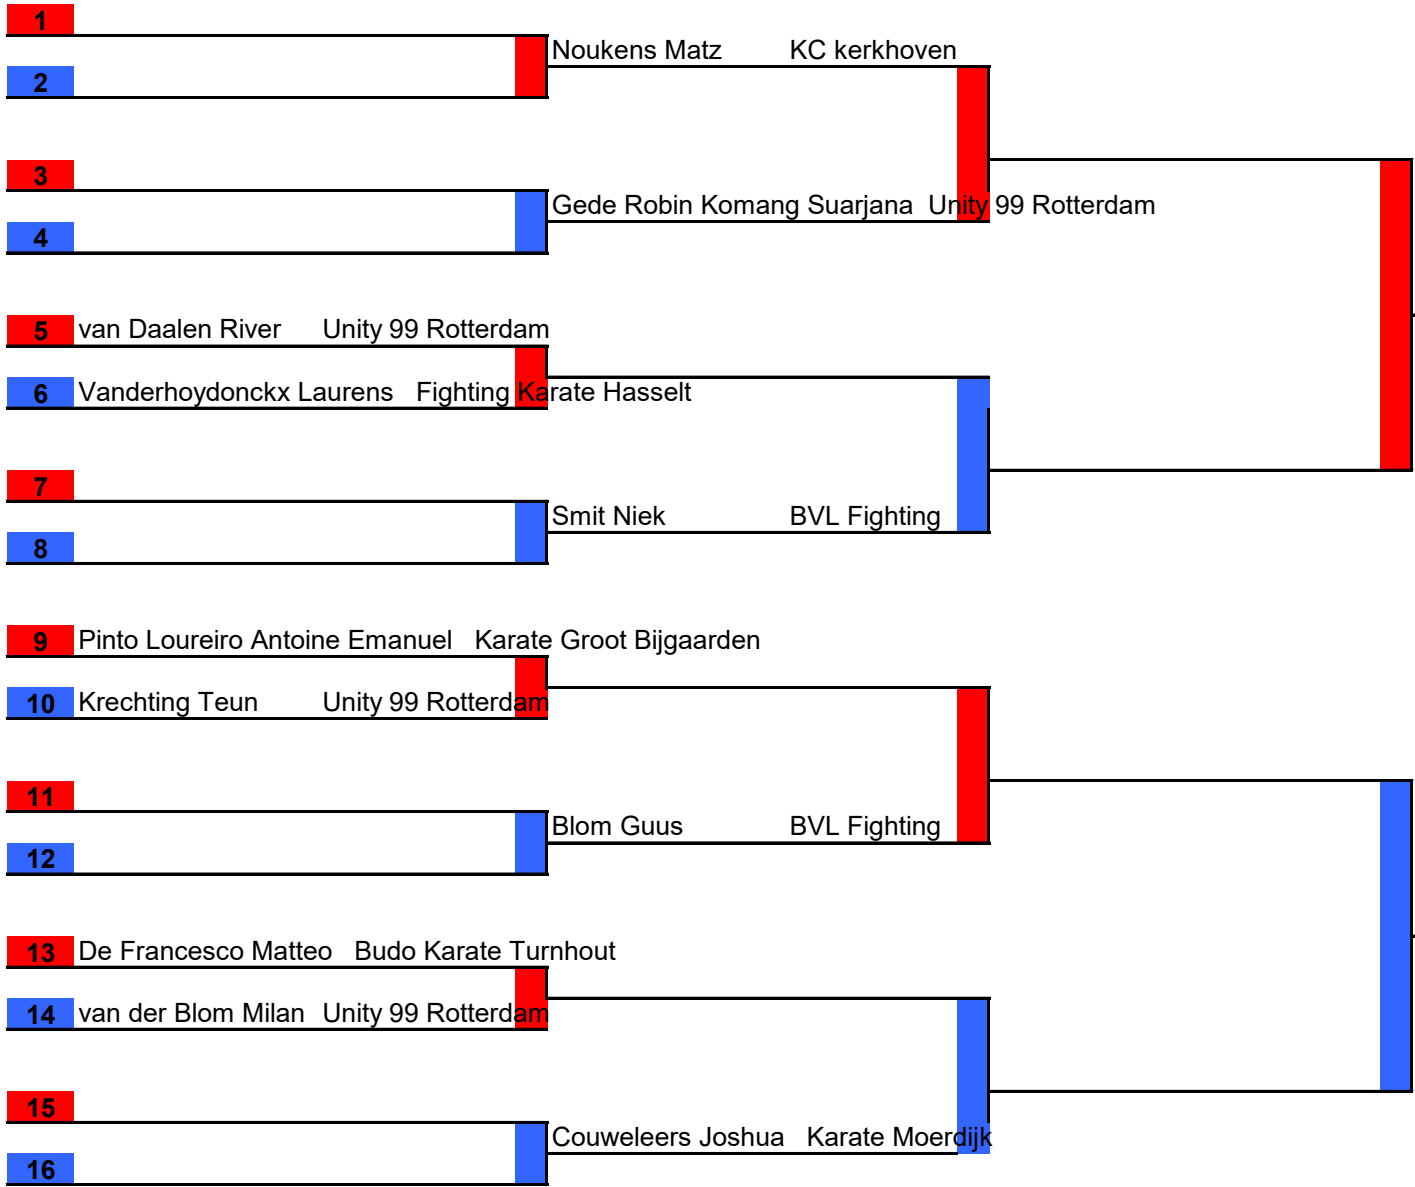 1
Noukens Matz KC kerkhoven
2
3
Gede Robin Komang Suarjana Unity 99 Rotterdam
4
5 van Daalen River Unity 99 Rotterdam
6 Vanderhoydonckx Laurens Fighting Karate Hasselt
7
Smit Niek BVL Fighting
8
9 Pinto Loureiro Antoine Emanuel Karate Groot Bijgaarden
10 Krechting Teun Unity 99 Rotterdam
11
Blom Guus BVL Fighting
12
13 De Francesco Matteo Budo Karate Turnhout
14 van der Blom Milan Unity 99 Rotterdam
15
Couweleers Joshua Karate Moerdijk
16